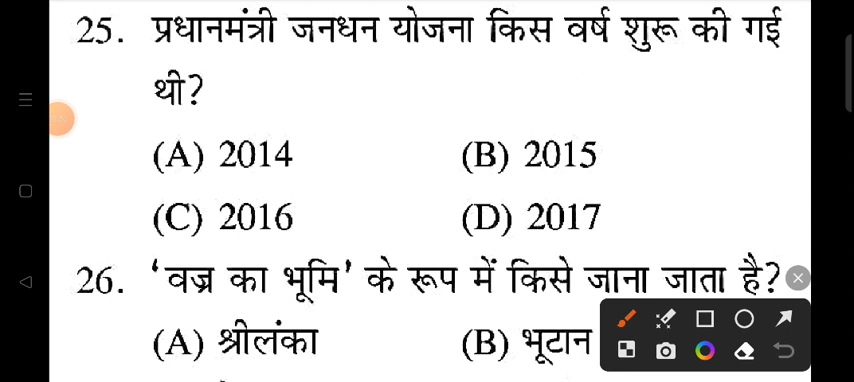 25. प्रधानमंत्री जनधन योजना किस वर्ष शुरू की गई
थी?
(A) 2014 (B) 2015
(C) 2016 (D) 2017
26. 'वज्र का भूमि' के रूप में किसे जाना जाता है?
(A) श्रीलंका (B) भूटान